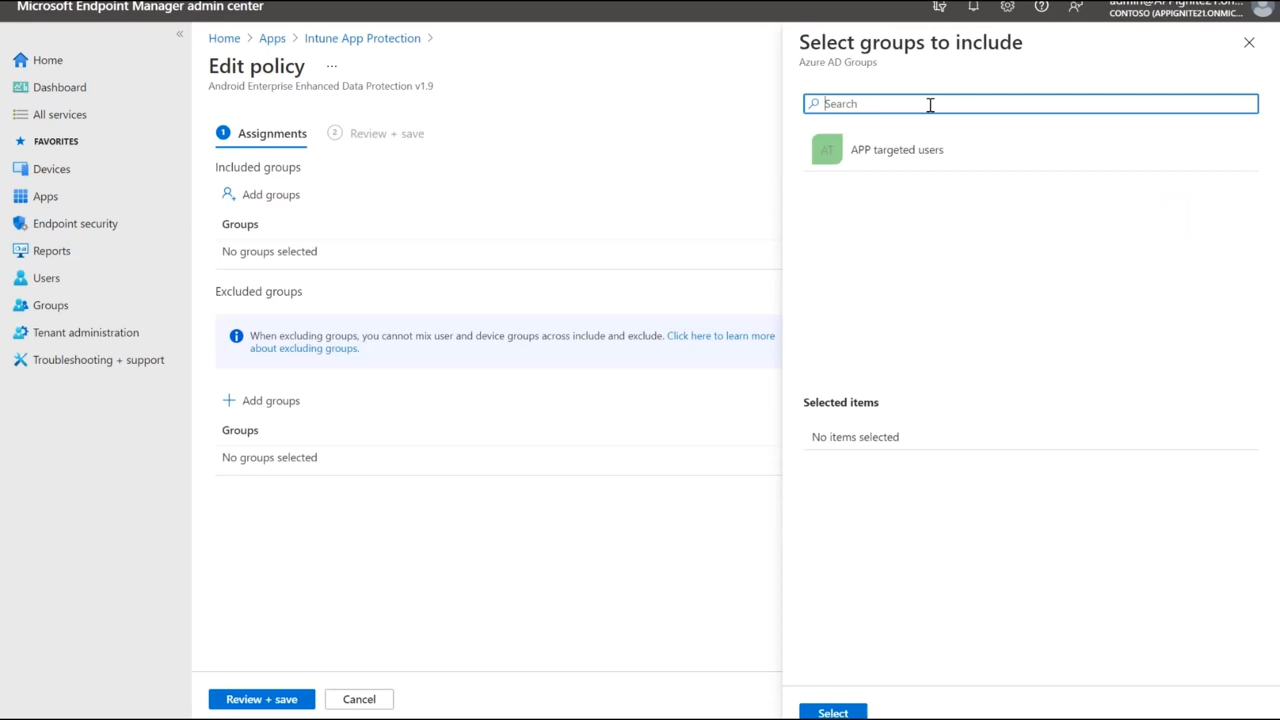 Microsoft Endpoint Manager admin center
CONTOSO (APPIGNITE21.ONMIC...
Home
Dashboard
All services
FAVORITES
Devices
Apps
Endpoint security
Reports
Users
Groups
Tenant administration
Troubleshooting + support
Home > Apps > Intune App Protection >
Edit policy ...
Android Enterprise Enhanced Data Protection v1.9
1 Assignments 2 Review + save
Included groups
Add groups
Groups
No groups selected
Excluded groups
When excluding groups, you cannot mix user and device groups across include and exclude. Click here to learn more
about excluding groups.
Add groups
Groups
No groups selected
Review + save Cancel
Select groups to include
Azure AD Groups
Search
AT APP targeted users
Selected items
No items selected
Select